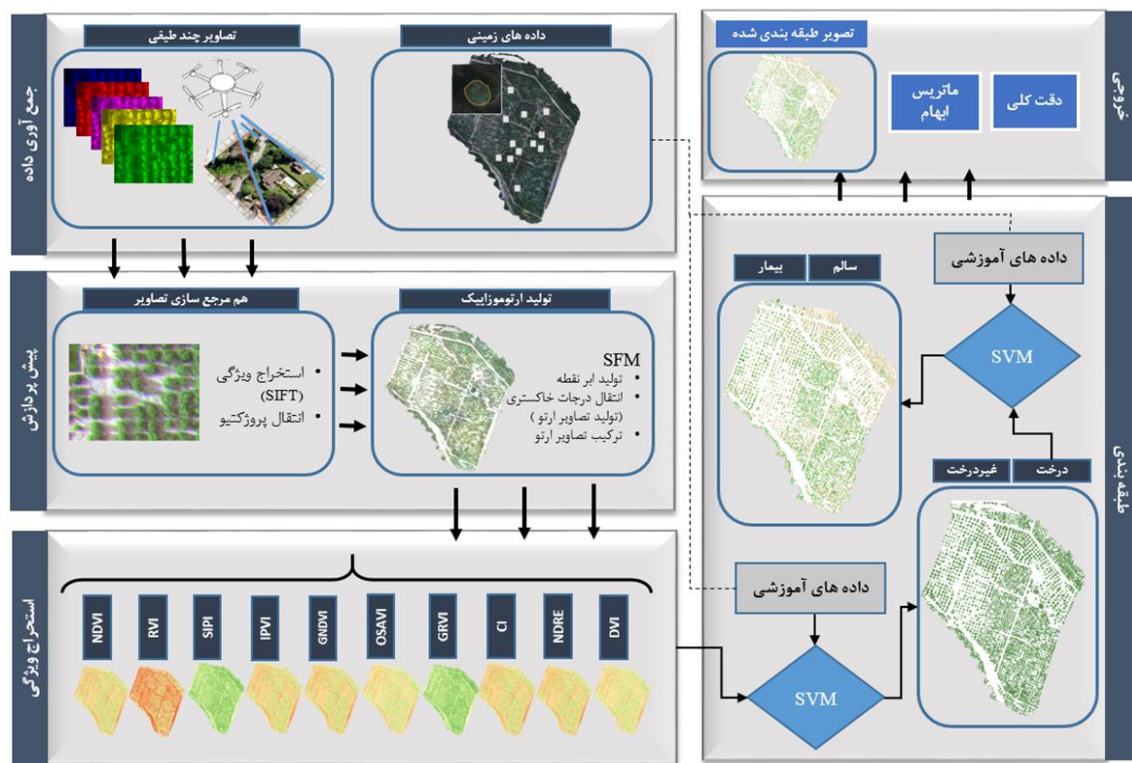 جمع آوری داده
تصاویر چند طیفی
داده های زمینی
پیش پردازش
هم مرجع سازی تصاویر
• استخراج ویژگی
(SIFT)
• انتقال پروژکتیو
تولید ارتوموزاییک
SFM
• تولید ابر نقطه
• انتقال درجات خاکستری
(تولید تصاویر ارتو )
• ترکیب تصاویر ارتو
استخراج ویژگی
NDVI
RVI
SIPI
IPVI
GNDVI
OSAVI
GRVI
CI
NDRE
DVI
طبقه بندی
داده های آموزشی
SVM
درخت
غیردرخت
داده های آموزشی
SVM
سالم
بیمار
خروجی
تصویر طبقه بندی شده
ماتریس
ابهام
دقت کلی